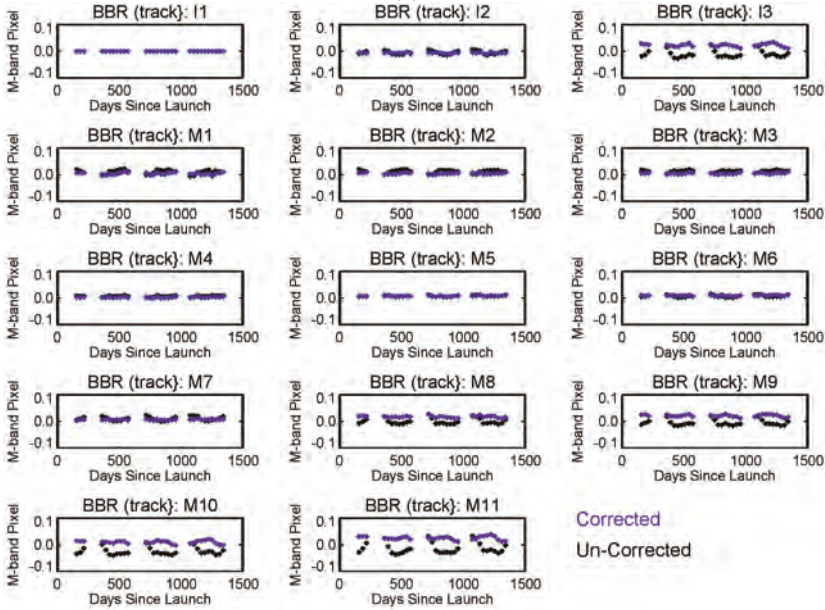 BBR (track}: I1
BBR (track}: I2
BBR (track}: I3
M-band Pixel
0.1
0.0
-0.1
0
500
1000
1500
Days Since Launch
M-band Pixel
0.1
0.0
-0.1
0
500
1000
1500
Days Since Launch
M-band Pixel
0.1
0.0
-0.1
0
500
1000
1500
Days Since Launch
BBR (track}: M1
BBR (track}: M2
BBR (track}: M3
M-band Pixel
0.1
0.0
-0.1
0
500
1000
1500
Days Since Launch
M-band Pixel
0.1
0.0
-0.1
0
500
1000
1500
Days Since Launch
M-band Pixel
0.1
0.0
-0.1
0
500
1000
1500
Days Since Launch
BBR (track}: M4
BBR (track}: M5
BBR (track}: M6
M-band Pixel
0.1
0.0
-0.1
0
500
1000
1500
Days Since Launch
M-band Pixel
0.1
0.0
-0.1
0
500
1000
1500
Days Since Launch
M-band Pixel
0.1
0.0
-0.1
0
500
1000
1500
Days Since Launch
BBR (track}: M7
BBR (track}: M8
BBR (track}: M9
M-band Pixel
0.1
0.0
-0.1
0
500
1000
1500
Days Since Launch
M-band Pixel
0.1
0.0
-0.1
0
500
1000
1500
Days Since Launch
M-band Pixel
0.1
0.0
-0.1
0
500
1000
1500
Days Since Launch
BBR (track}: M10
BBR (track}: M11
M-band Pixel
0.1
0.0
-0.1
0
500
1000
1500
Days Since Launch
M-band Pixel
0.1
0.0
-0.1
0
500
1000
1500
Days Since Launch
Corrected
Un-Corrected